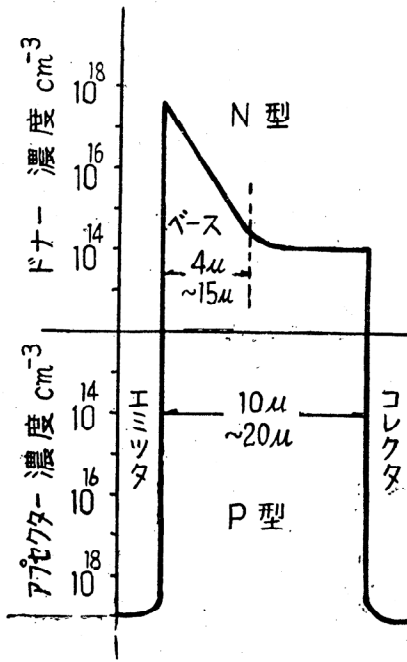 ドナー 濃度 cm⁻³
10¹⁸
10¹⁶
10¹⁴
N型
ベース
4μ
~15μ
アプセクター 濃度 cm⁻³
10¹⁴
10¹⁶
10¹⁸
エミッタ
10μ
~20μ
コレクタ
P型